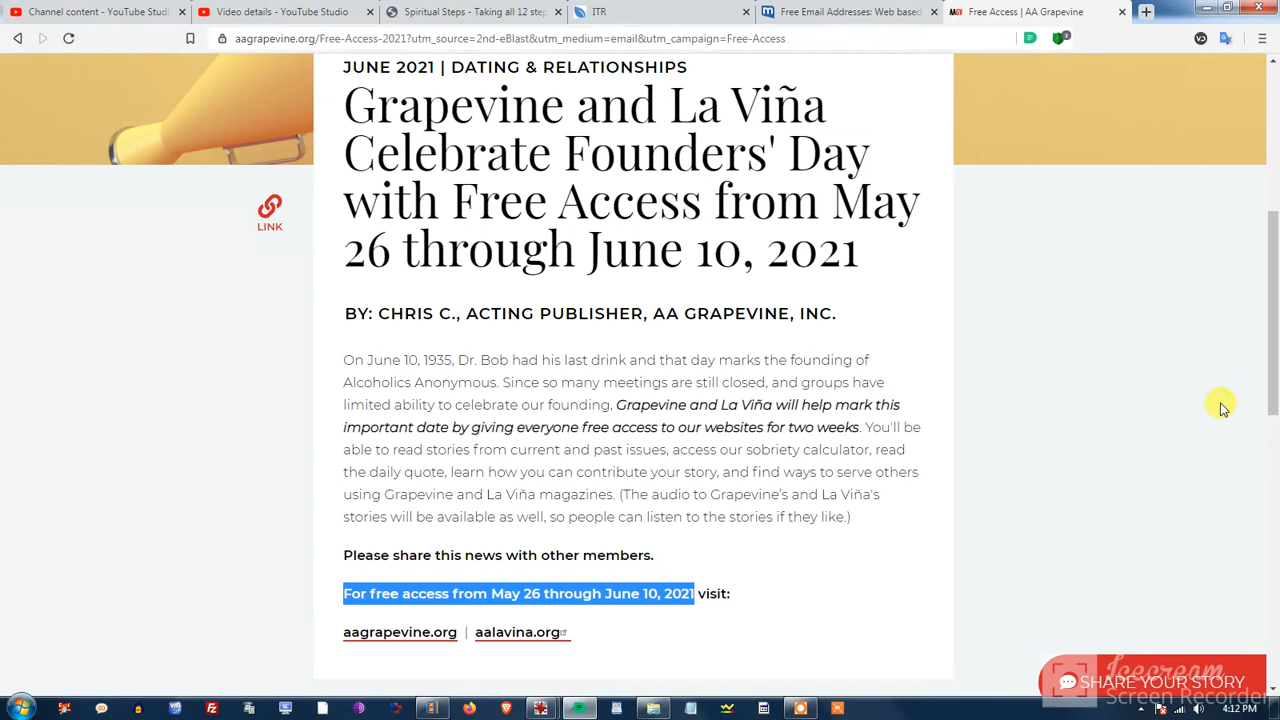 Channel content - YouTube Studi
Video details - YouTube Studio
Spiritual Steps - Taking all 12 step
ITR
Free Email Addresses: Web based
Free Access | AA Grapevine
aagrapevine.org/Free-Access-2021?utm_source=2nd-eBlast&utm_medium=email&utm_campaign=Free-Access
3
JUNE 2021 | DATING & RELATIONSHIPS
Grapevine and La Viña
Celebrate Founders' Day
with Free Access from May
26 through June 10, 2021
LINK
BY: CHRIS C., ACTING PUBLISHER, AA GRAPEVINE, INC.
On June 10, 1935, Dr. Bob had his last drink and that day marks the founding of
Alcoholics Anonymous. Since so many meetings are still closed, and groups have
limited ability to celebrate our founding, Grapevine and La Viña will help mark this
important date by giving everyone free access to our websites for two weeks. You'll be
able to read stories from current and past issues, access our sobriety calculator, read
the daily quote, learn how you can contribute your story, and find ways to serve others
using Grapevine and La Viña magazines. (The audio to Grapevine's and La Viña's
stories will be available as well, so people can listen to the stories if they like.)
Please share this news with other members.
For free access from May 26 through June 10, 2021 visit:
aagrapevine.org | aalavina.org
SHARE YOUR STORY
Icecream
Screen Recorder
4:12 PM